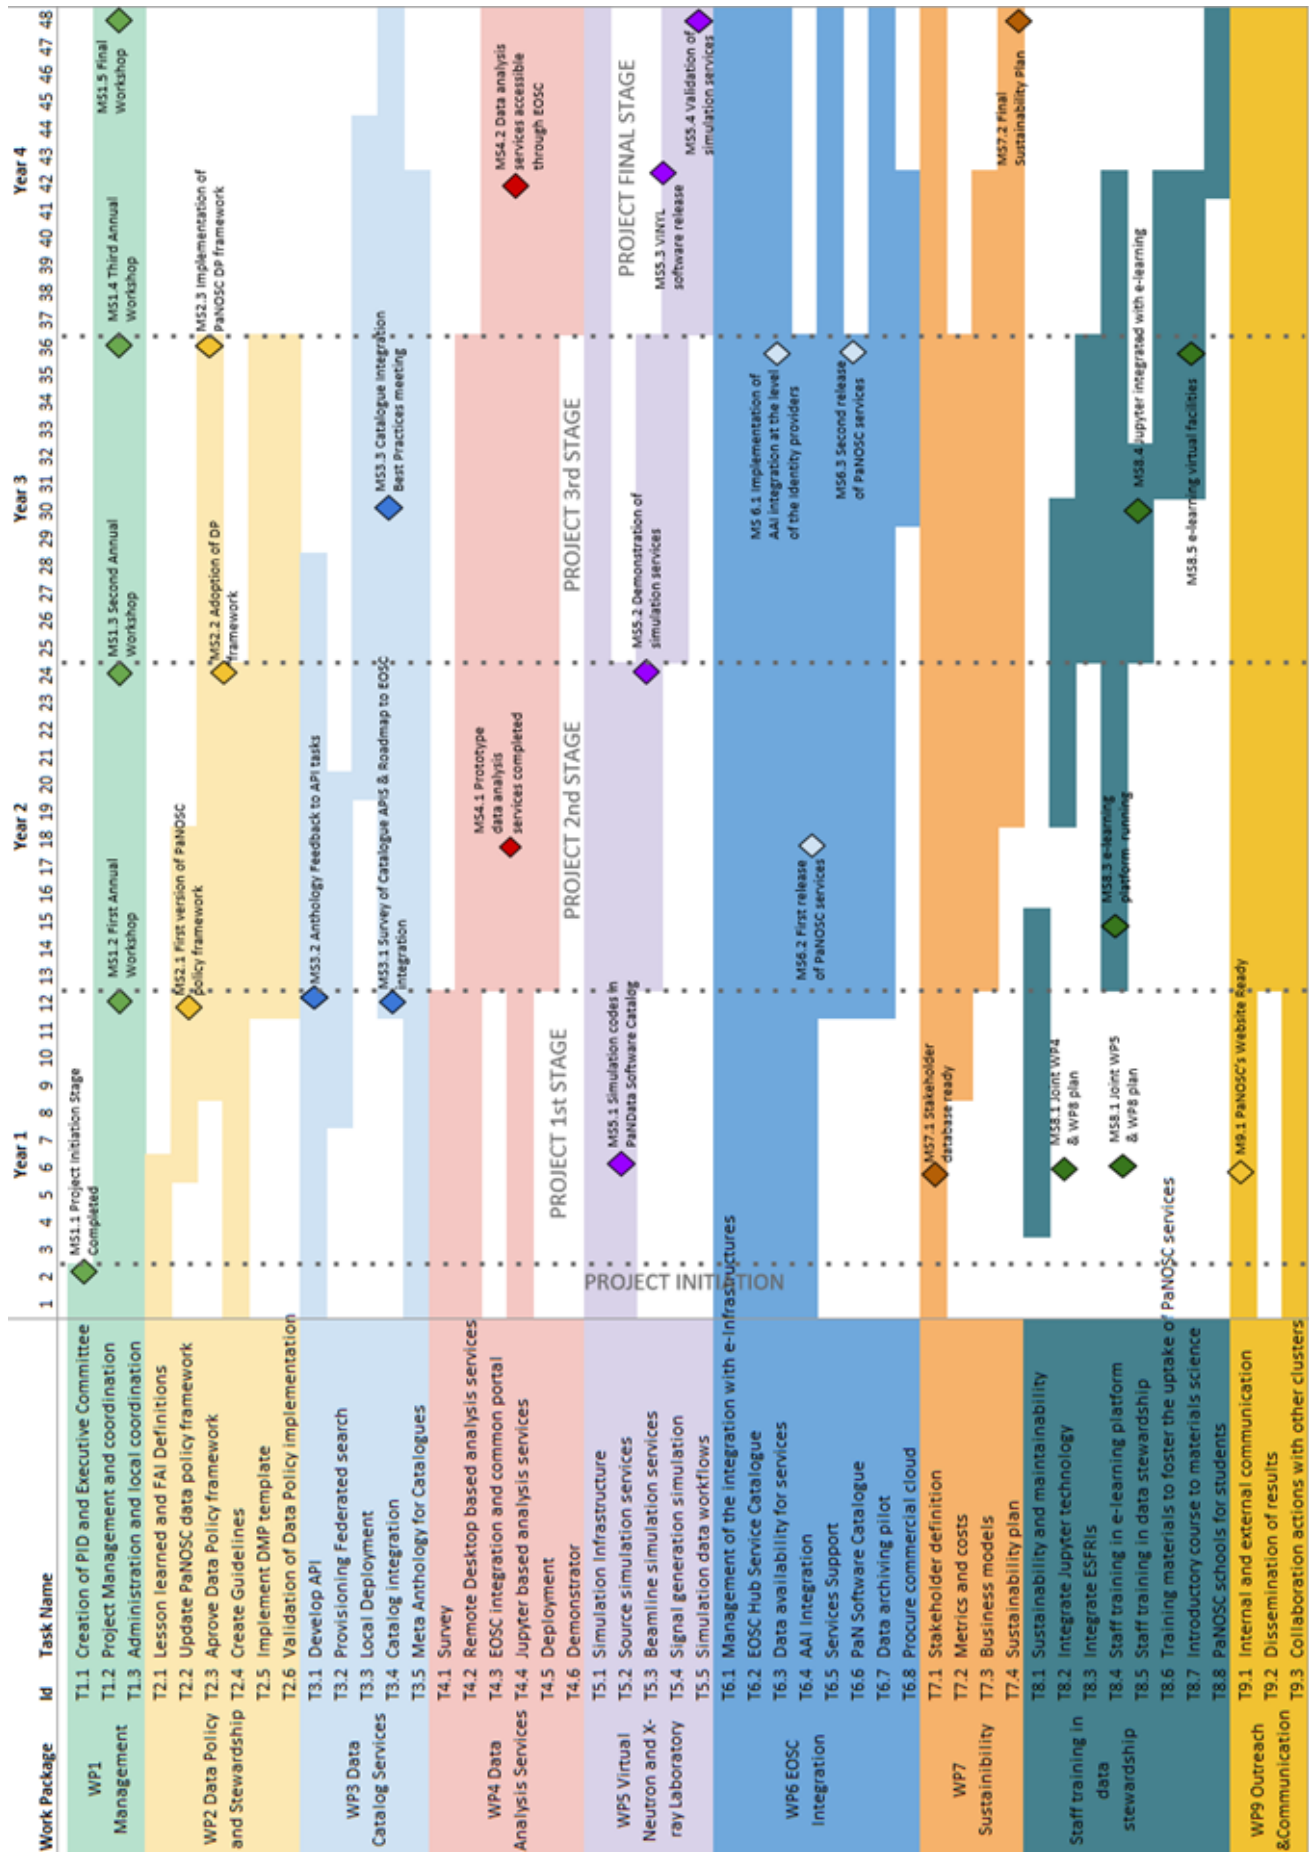 Year 1
Year 2
Year 3
Year 4
Work Package
Id
Task Name
1 2 3 4 5 6 7 8 9 10 11 12 13 14 15 16 17 18 19 20 21 22 23 24 25 26 27 28 29 30 31 32 33 34 35 36 37 38 39 40 41 42 43 44 45 46 47 48
WP1
Management
T1.1 Creation of PID and Executive Committee
T1.2 Project Management and coordination
T1.3 Administration and local coordination
MS1.1 Project Initiation Stage
Completed
MS1.2 First Annual
Workshop
MS1.3 Second Annual
Workshop
MS1.4 Third Annual
Workshop
MS1.5 Final
Workshop
WP2 Data Policy
and Stewardship
T2.1 Lesson learned and FAI Definitions
T2.2 Update PaNOSC data policy framework
T2.3 Aprove Data Policy framework
T2.4 Create Guidelines
T2.5 Implement DMP template
T2.6 Validation of Data Policy implementation
MS2.1 First version of PaNOSC
policy framework
MS2.2 Adoption of DP
framework
MS2.3 Implementation of
PaNOSC DP framework
WP3 Data
Catalog Services
T3.1 Develop API
T3.2 Provisioning Federated search
T3.3 Local Deployment
T3.4 Catalog integration
T3.5 Meta Anthology for Catalogues
MS3.2 Anthology Feedback to API tasks
MS3.1 Survey of Catalogue APIS & Roadmap to EOSC
integration
MS3.3 Catalogue Integration
Best Practices meeting
WP4 Data
Analysis Services
T4.1 Survey
T4.2 Remote Desktop based analysis services
T4.3 EOSC integration and common portal
T4.4 Jupyter based analysis services
T4.5 Deployment
T4.6 Demonstrator
MS4.1 Prototype
data analysis
services completed
MS4.2 Data analysis
services accessible
through EOSC
PROJECT INITIATION
PROJECT 1st STAGE
PROJECT 2nd STAGE
PROJECT 3rd STAGE
PROJECT FINAL STAGE
WP5 Virtual
Neutron and X-
ray Laboratory
T5.1 Simulation Infrastructure
T5.2 Source simulation services
T5.3 Beamline simulation services
T5.4 Signal generation simulation
T5.5 Simulation data workflows
MS5.1 Simulation codes in
PaNData Software Catalog
MS5.2 Demonstration of
simulation services
MS5.3 VINYL
software release
MS5.4 Validation of
simulation services
WP6 EOSC
Integration
T6.1 Management of the integration with e-Infrastructures
T6.2 EOSC Hub Service Catalogue
T6.3 Data availability for services
T6.4 AAI Integration
T6.5 Services Support
T6.6 PaN Software Catalogue
T6.7 Data archiving pilot
T6.8 Procure commercial cloud
MS6.2 First release
of PaNOSC services
MS 6.1 Implementation of
AAI integration at the level
of the identity providers
MS6.3 Second release
of PaNOSC services
WP7
Sustainibility
T7.1 Stakeholder definition
T7.2 Metrics and costs
T7.3 Business models
T7.4 Sustainability plan
MS7.1 Stakeholder
database ready
MS7.2 Final
Sustainability Plan
Staff training in
data
stewardship
T8.1 Sustainability and maintainability
T8.2 Integrate Jupyter technology
T8.3 Integrate ESFRIs
T8.4 Staff training in e-learning platform
T8.5 Staff training in data stewardship
T8.6 Training materials to foster the uptake of PaNOSC services
T8.7 Introductory course to materials science
T8.8 PaNOSC schools for students
MS8.1 Joint WP4
& WP8 plan
MS8.1 Joint WP5
& WP8 plan
MS8.3 e-learning
platform running
MS8.4 Jupyter integrated with e-learning
MS8.5 e-learning virtual facilities
WP9 Outreach
&Communication
T9.1 Internal and external communication
T9.2 Dissemination of results
T9.3 Collaboration actions with other clusters
M9.1 PaNOSC's Website Ready